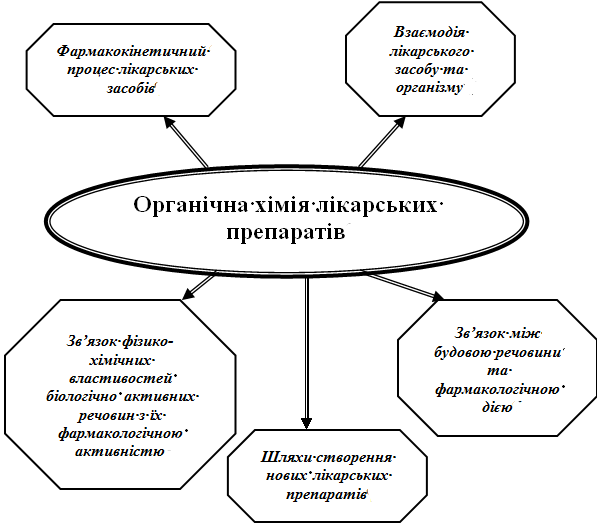 Фармакокінетичний
процес лікарських
засобів
Взаємодія
лікарського
засобу та
організму
Органічна хімія лікарських
препаратів
Зв’язок фізико-
хімічних
властивостей
біологічно активних
речовин з їх
фармакологічною
активністю
Шляхи створення
нових лікарських
препаратів
Зв’язок між
будовою речовини
та
фармакологічною
дією